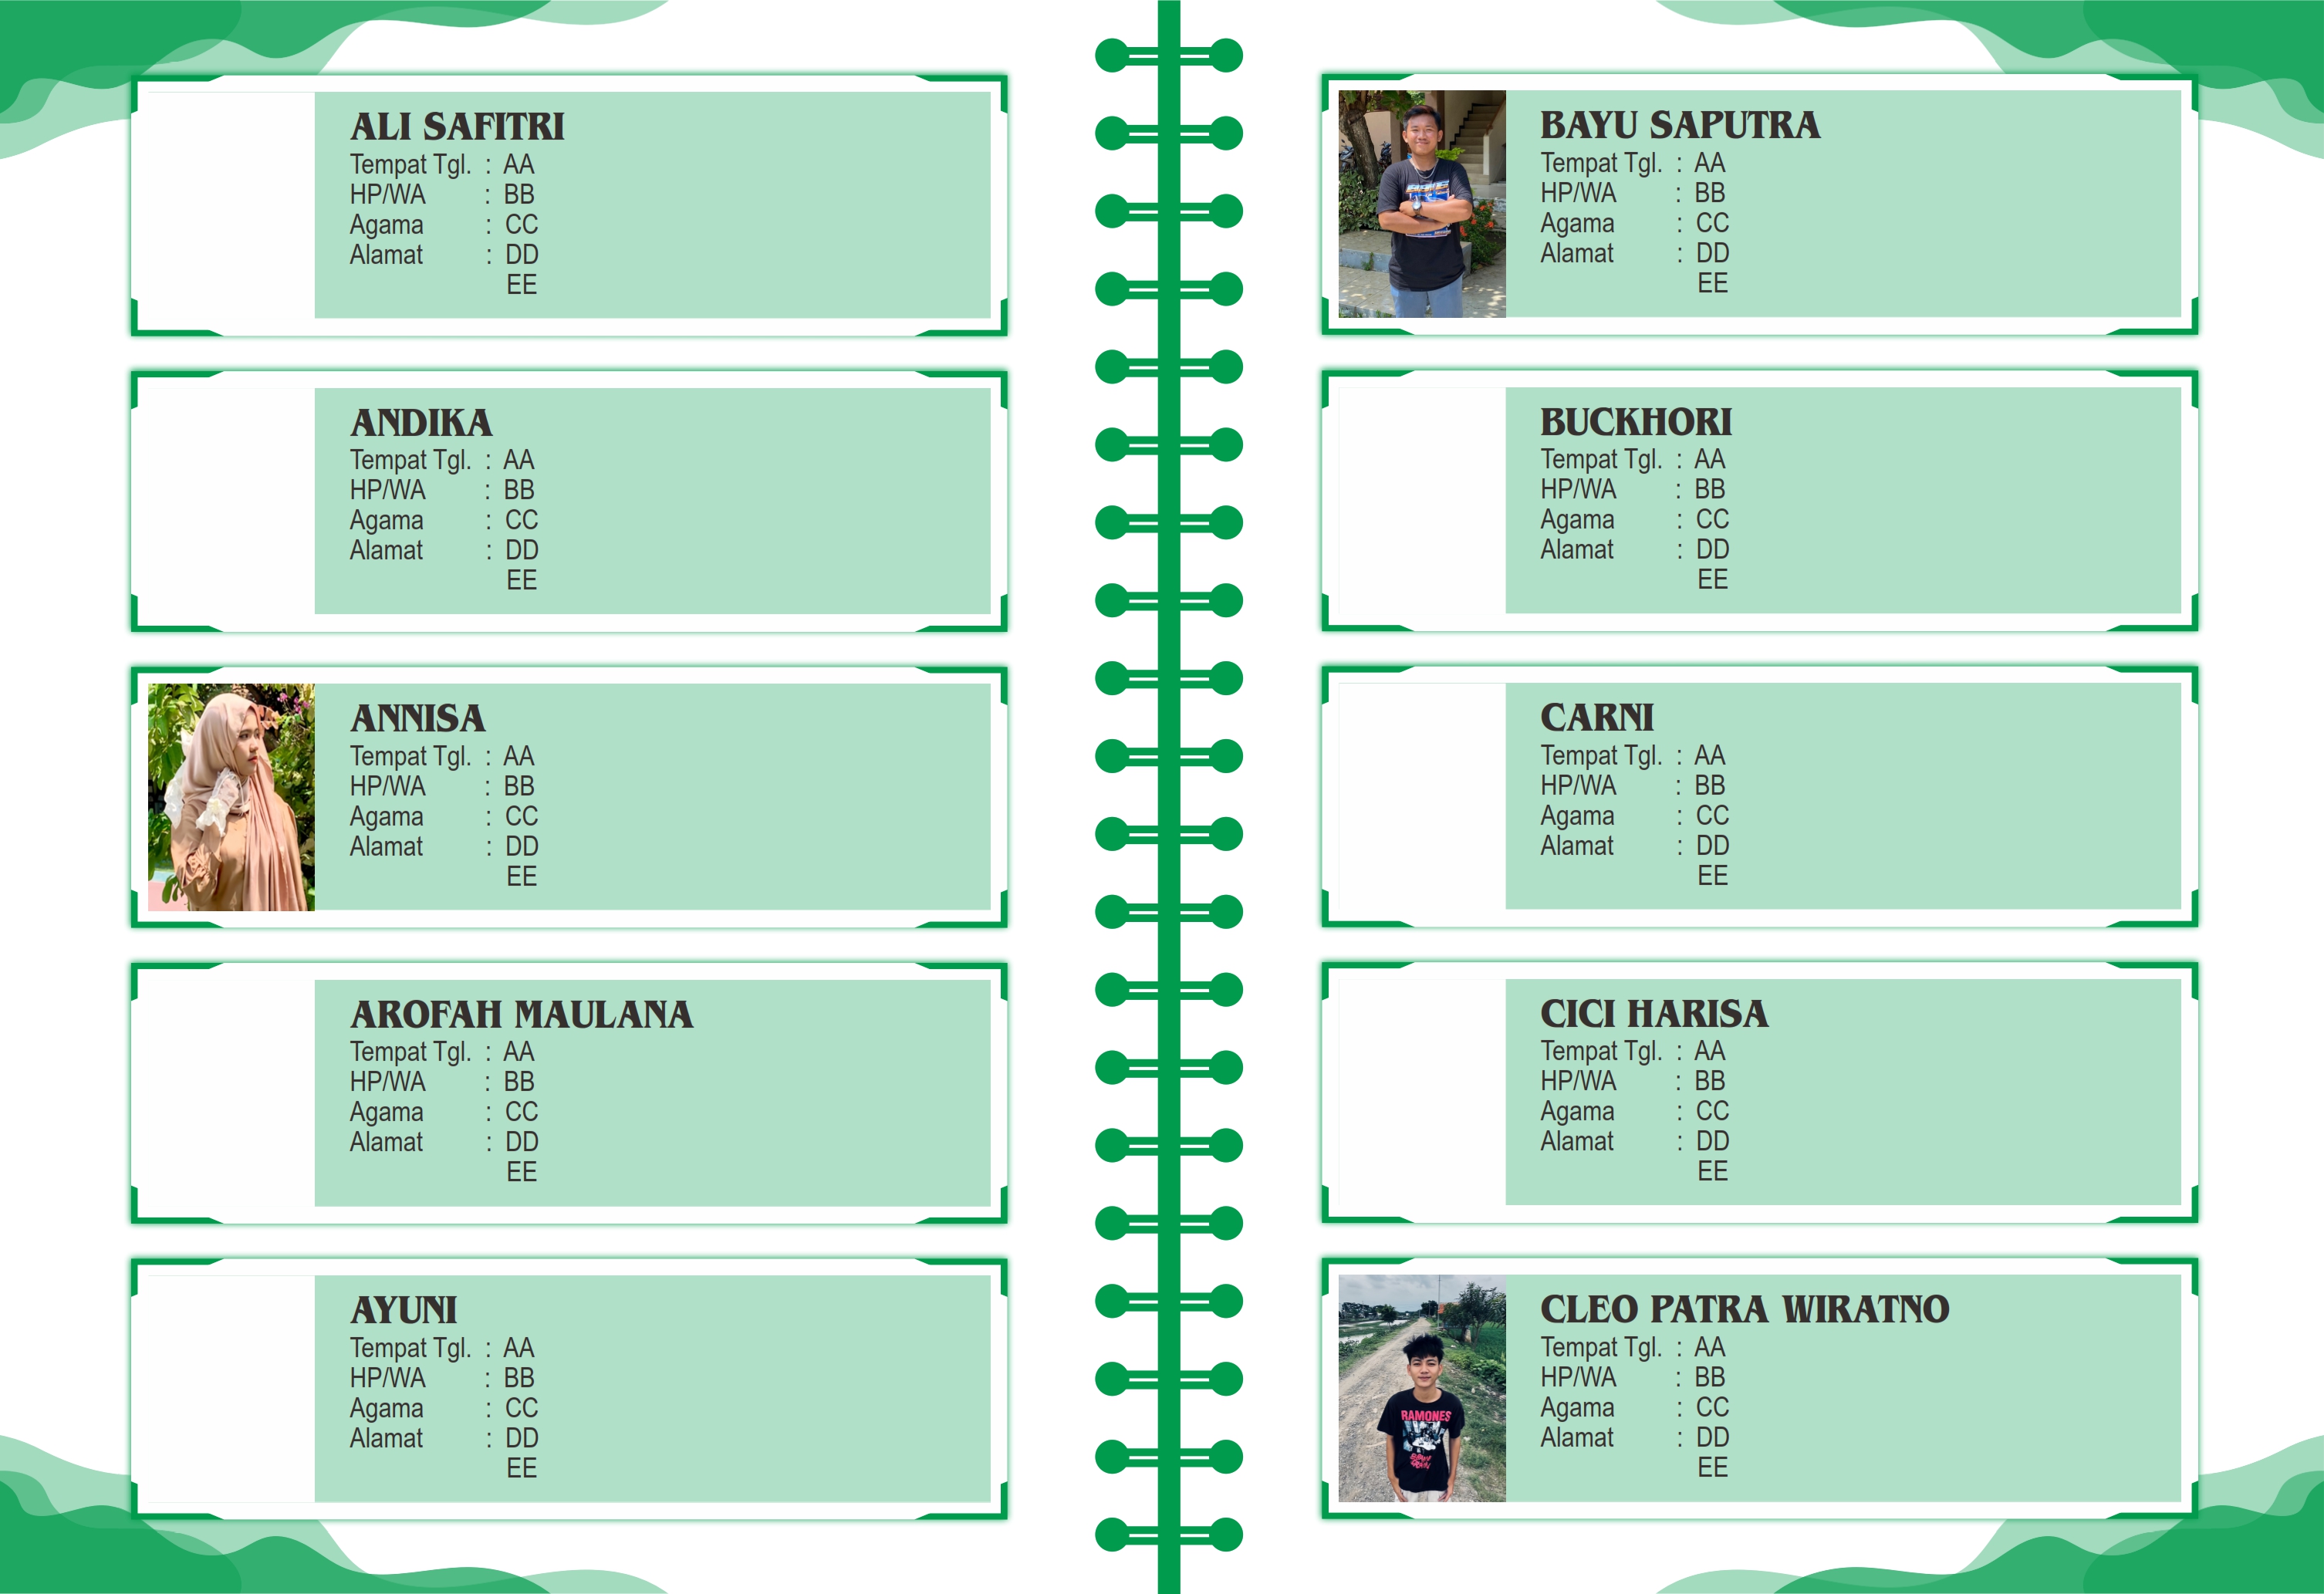 ALI SAFITRI
Tempat Tgl. : AA
HP/WA : BB
Agama : CC
Alamat : DD
EE
ANDIKA
Tempat Tgl. : AA
HP/WA : BB
Agama : CC
Alamat : DD
EE
ANNISA
Tempat Tgl. : AA
HP/WA : BB
Agama : CC
Alamat : DD
EE
AROFAH MAULANA
Tempat Tgl. : AA
HP/WA : BB
Agama : CC
Alamat : DD
EE
AYUNI
Tempat Tgl. : AA
HP/WA : BB
Agama : CC
Alamat : DD
EE
BAYU SAPUTRA
Tempat Tgl. : AA
HP/WA : BB
Agama : CC
Alamat : DD
EE
BUCKHORI
Tempat Tgl. : AA
HP/WA : BB
Agama : CC
Alamat : DD
EE
CARNI
Tempat Tgl. : AA
HP/WA : BB
Agama : CC
Alamat : DD
EE
CICI HARISA
Tempat Tgl. : AA
HP/WA : BB
Agama : CC
Alamat : DD
EE
CLEO PATRA WIRATNO
Tempat Tgl. : AA
HP/WA : BB
Agama : CC
Alamat : DD
EE
RAMONES